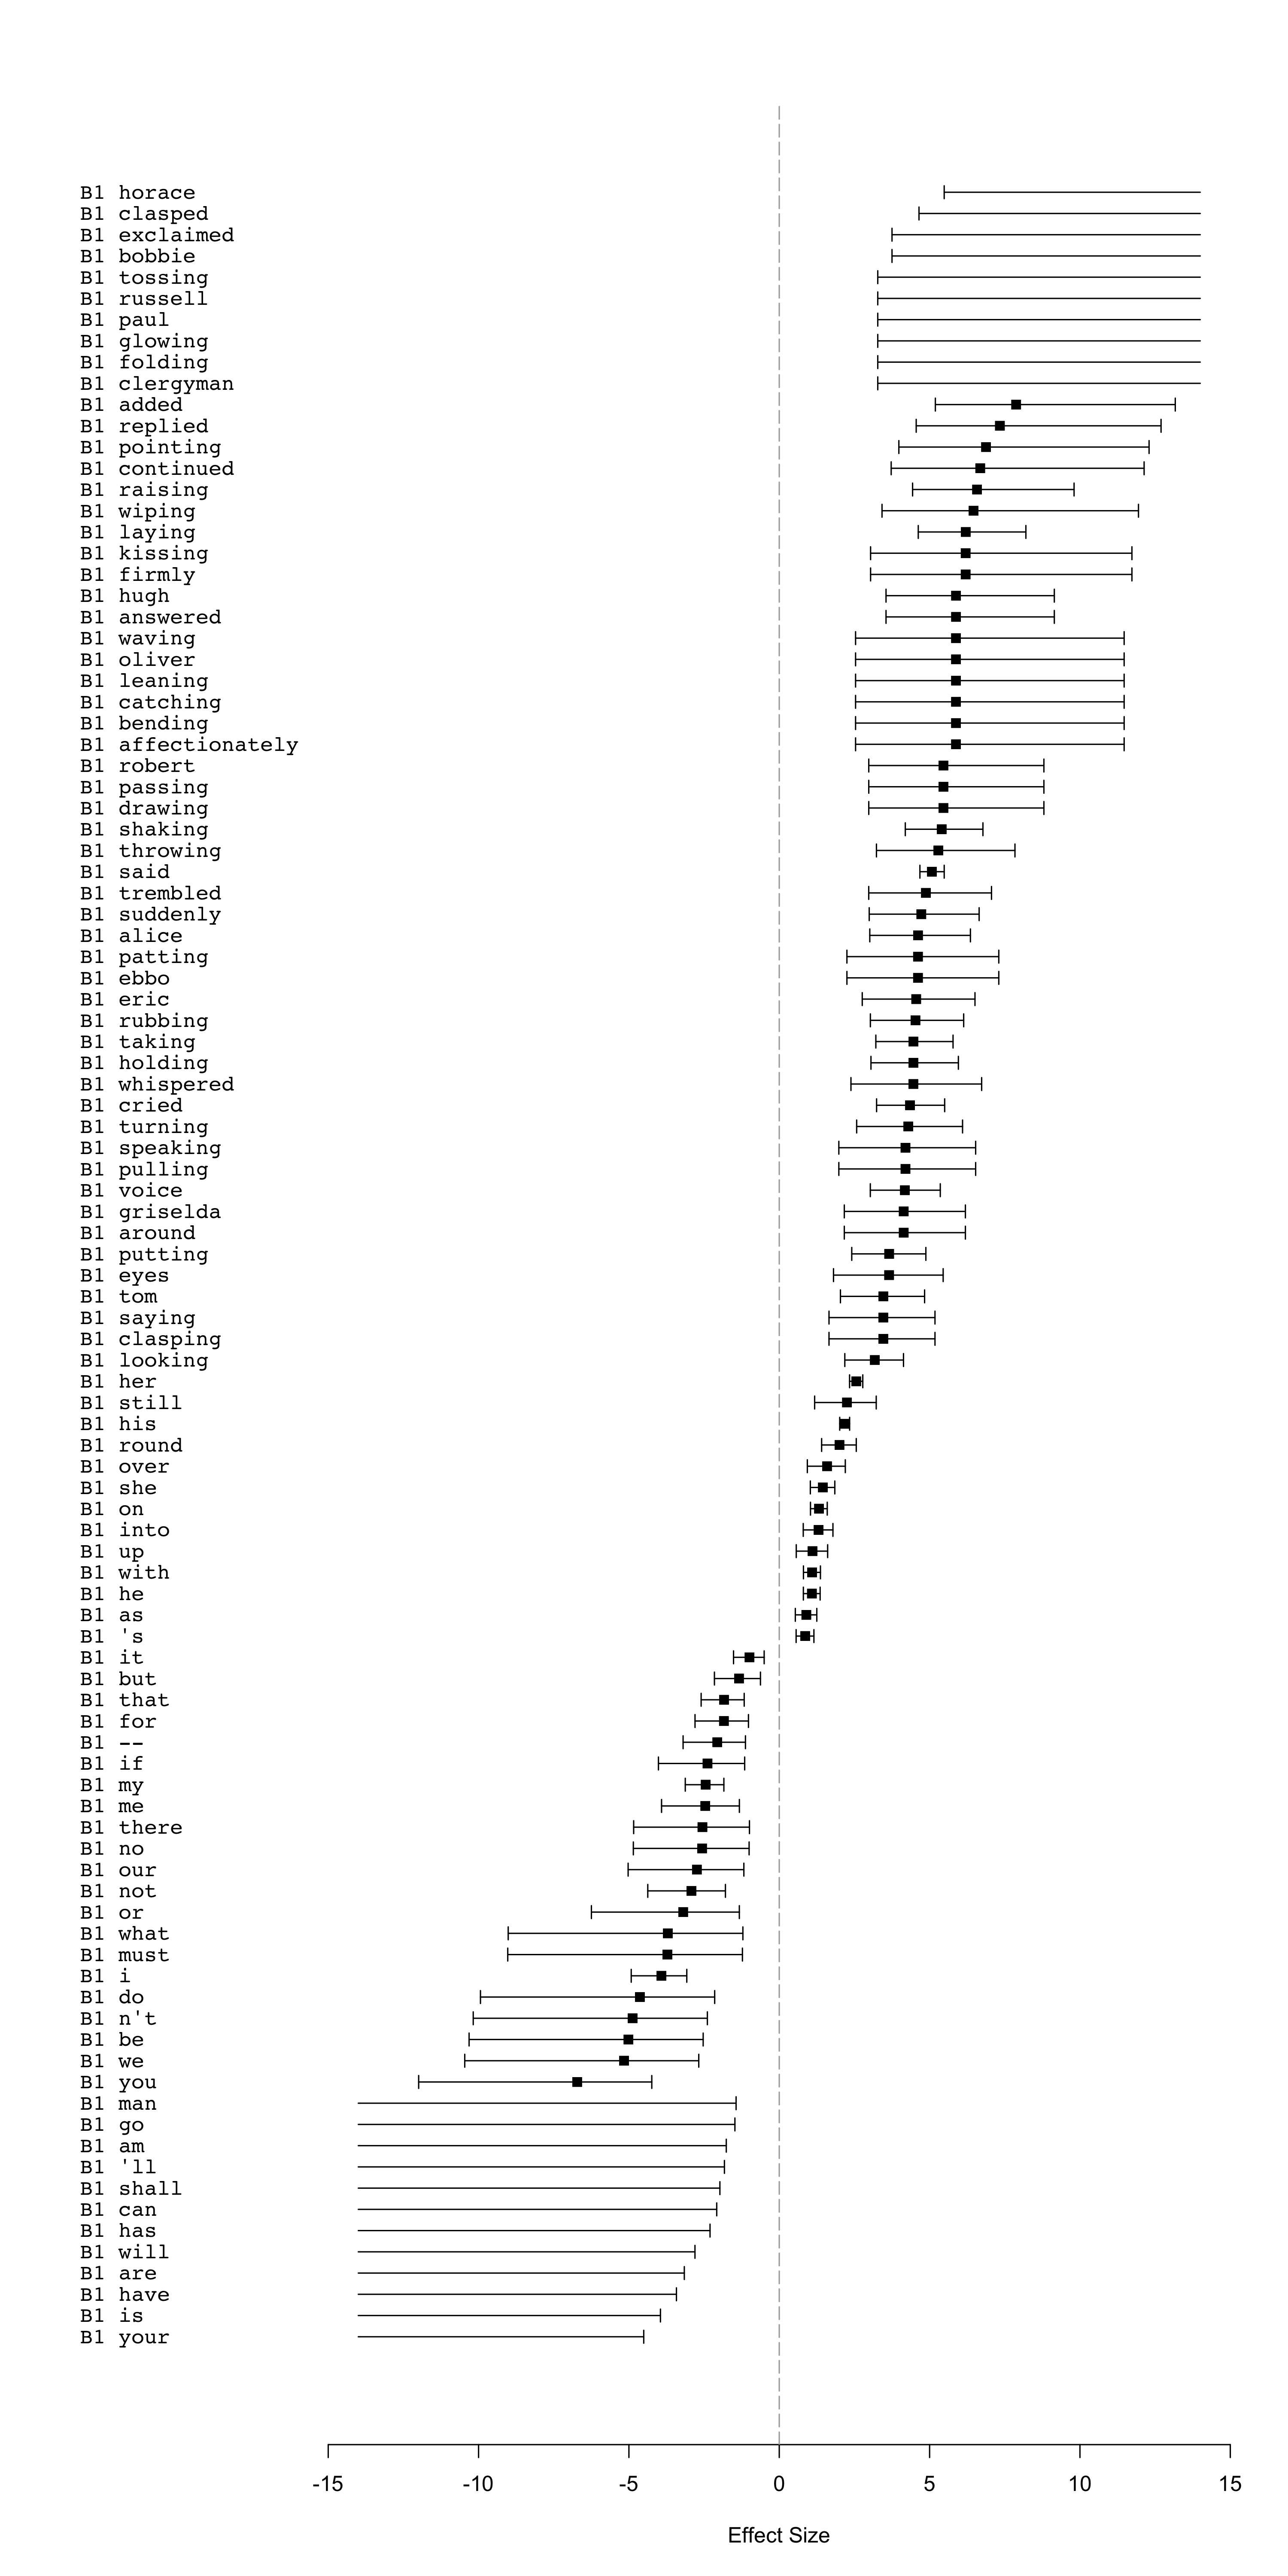 B1 horace
B1 clasped
B1 exclaimed
B1 bobbie
B1 tossing
B1 russell
B1 paul
B1 glowing
B1 folding
B1 clergyman
B1 added
B1 replied
B1 pointing
B1 continued
B1 raising
B1 wiping
B1 laying
B1 kissing
B1 firmly
B1 hugh
B1 answered
B1 waving
B1 oliver
B1 leaning
B1 catching
B1 bending
B1 affectionately
B1 robert
B1 passing
B1 drawing
B1 shaking
B1 throwing
B1 said
B1 trembled
B1 suddenly
B1 alice
B1 patting
B1 ebbo
B1 eric
B1 rubbing
B1 taking
B1 holding
B1 whispered
B1 cried
B1 turning
B1 speaking
B1 pulling
B1 voice
B1 griselda
B1 around
B1 putting
B1 eyes
B1 tom
B1 saying
B1 clasping
B1 looking
B1 her
B1 still
B1 his
B1 round
B1 over
B1 she
B1 on
B1 into
B1 up
B1 with
B1 he
B1 as
B1 's
B1 it
B1 but
B1 that
B1 for
B1 --
B1 if
B1 my
B1 me
B1 there
B1 no
B1 our
B1 not
B1 or
B1 what
B1 must
B1 i
B1 do
B1 n't
B1 be
B1 we
B1 you
B1 man
B1 go
B1 am
B1 'll
B1 shall
B1 can
B1 has
B1 will
B1 are
B1 have
B1 is
B1 your
-15 -10 -5 0 5 10 15
Effect Size